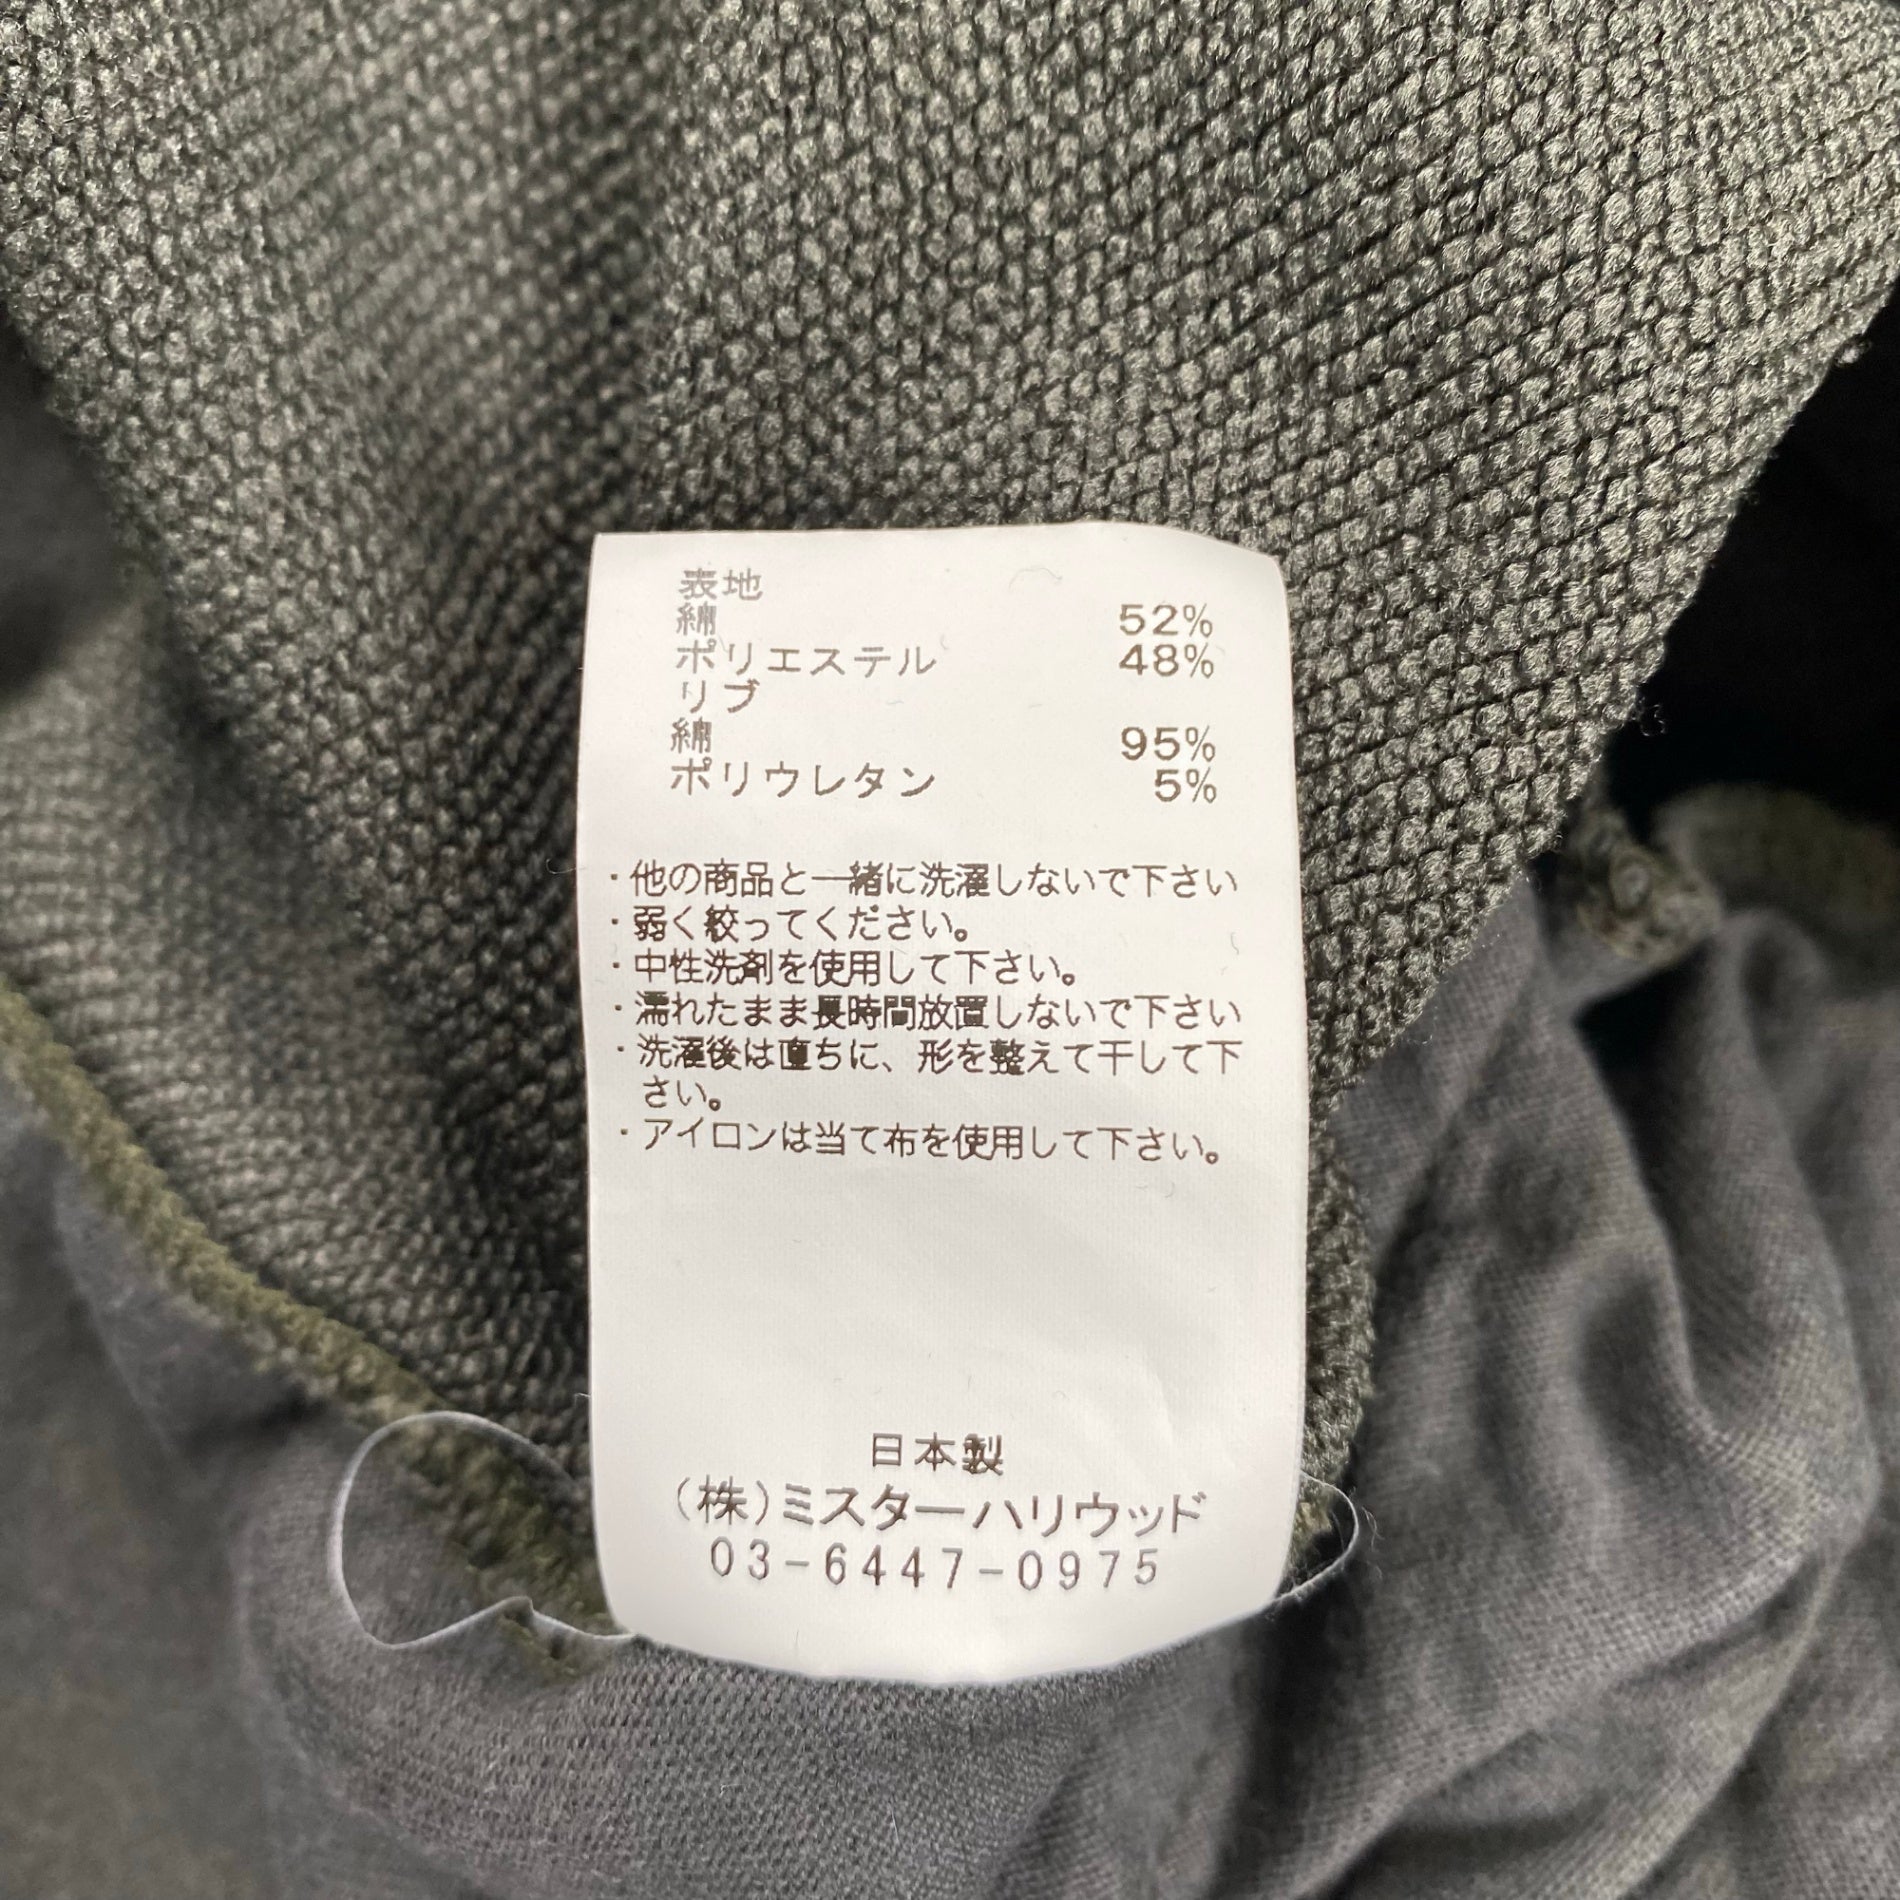 表地
綿 52%
ポリエステル 48%
リブ
綿 95%
ポリウレタン 5%
・他の商品と一緒に洗濯しないで下さい
・弱く絞ってください。
・中性洗剤を使用して下さい。
・濡れたまま長時間放置しないで下さい
・洗濯後は直ちに、形を整えて干して下
さい。
・アイロンは当て布を使用して下さい。
日本製
(株)ミスターハリウッド
03-6447-0975